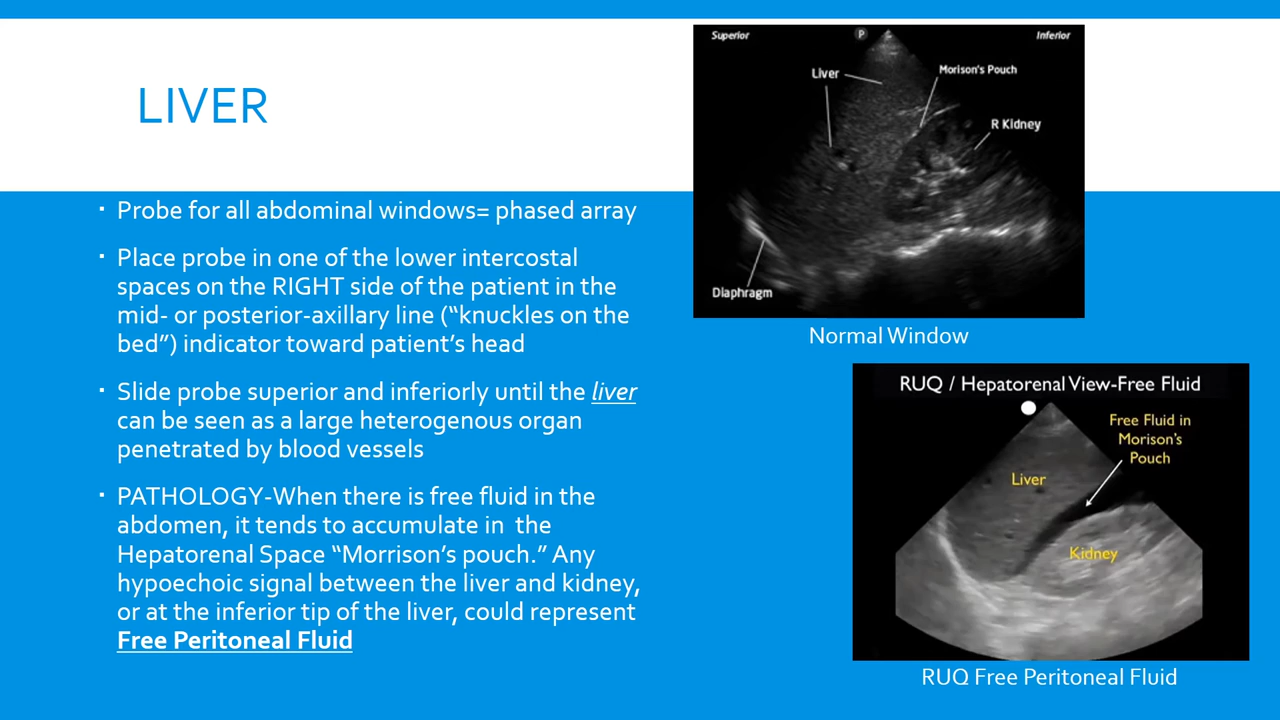 LIVER
▪ Probe for all abdominal windows= phased array
▪ Place probe in one of the lower intercostal
spaces on the RIGHT side of the patient in the
mid- or posterior-axillary line (“knuckles on the
bed”) indicator toward patient’s head
▪ Slide probe superior and inferiorly until the liver
can be seen as a large heterogenous organ
penetrated by blood vessels
▪ PATHOLOGY-When there is free fluid in the
abdomen, it tends to accumulate in  the
Hepatorenal Space “Morrison’s pouch.” Any
hypoechoic signal between the liver and kidney,
or at the inferior tip of the liver, could represent
Free Peritoneal Fluid
Superior
P
Inferior
Liver
Morison's Pouch
R Kidney
Diaphragm
Normal Window
RUQ / Hepatorenal View-Free Fluid
Free Fluid in
Morison's
Pouch
Liver
Kidney
RUQ Free Peritoneal Fluid